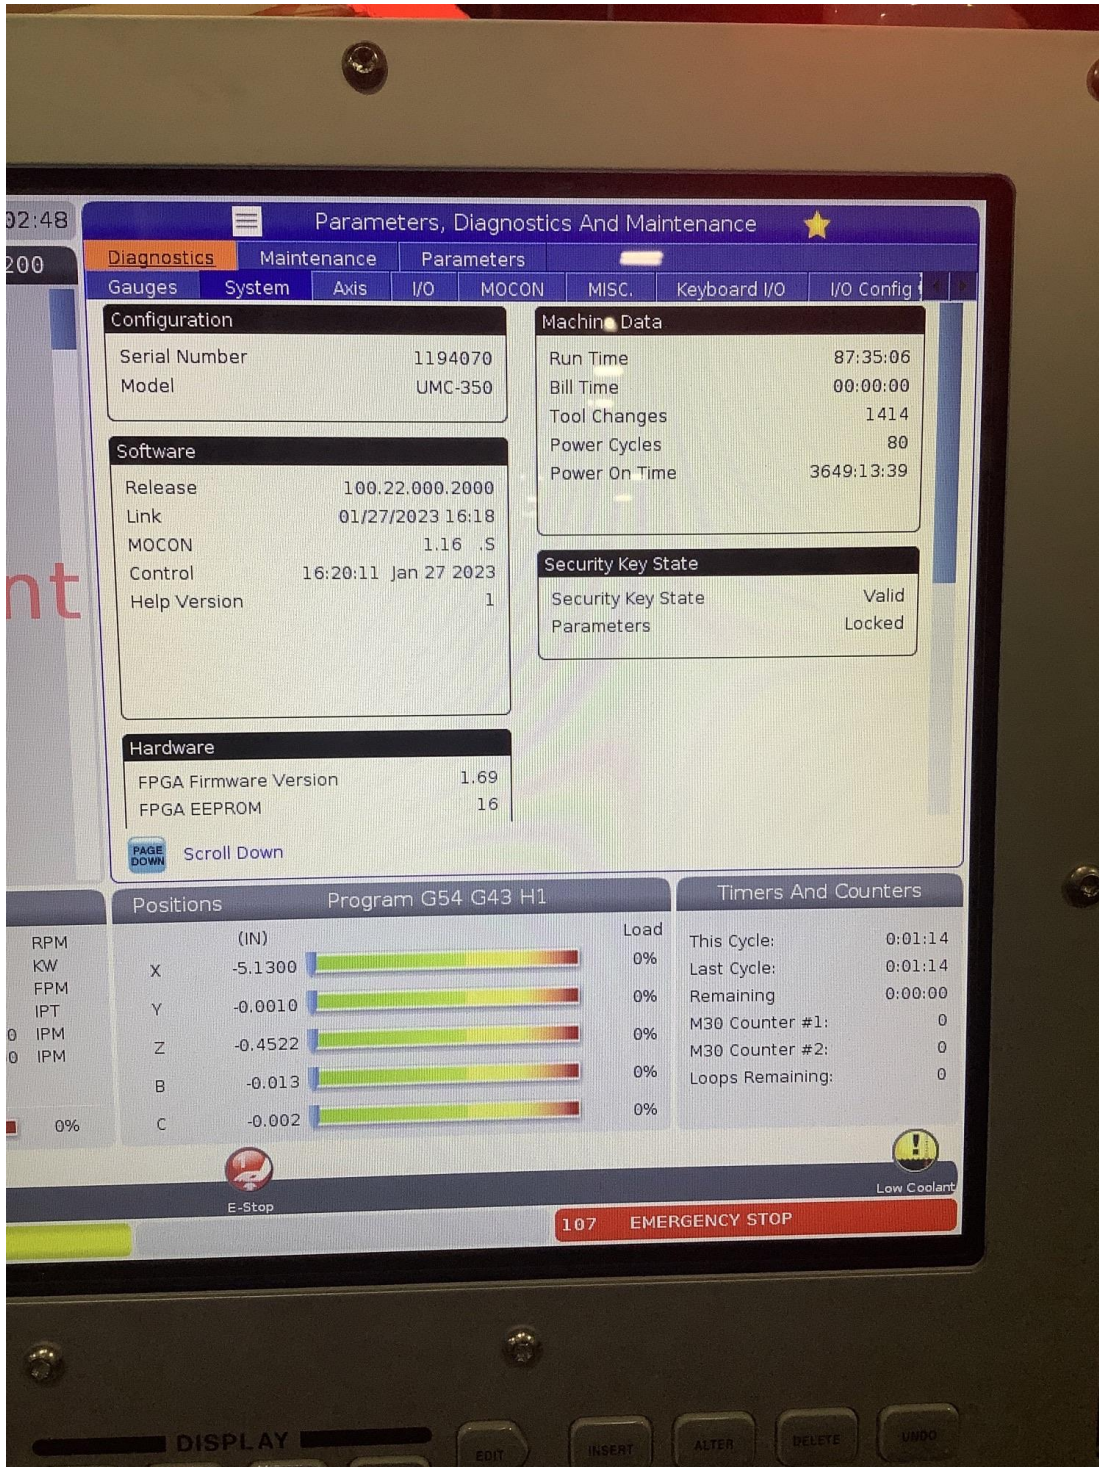 02:48
Parameters, Diagnostics And Maintenance
200
Diagnostics Maintenance Parameters
Gauges System Axis I/O MOCON MISC. Keyboard I/O I/O Config
Configuration
Serial Number 1194070
Model UMC-350
Software
Release 100.22.000.2000
Link 01/27/2023 16:18
MOCON 1.16 .S
Control 16:20:11 Jan 27 2023
Help Version 1
Hardware
FPGA Firmware Version 1.69
FPGA EEPROM 16
Machine Data
Run Time 87:35:06
Bill Time 00:00:00
Tool Changes 1414
Power Cycles 80
Power On Time 3649:13:39
Security Key State
Security Key State Valid
Parameters Locked
nt
PAGE DOWN Scroll Down
RPM
KW
FPM
IPT
0 IPM
0 IPM
0%
Positions Program G54 G43 H1
(IN) Load
X -5.1300 0%
Y -0.0010 0%
Z -0.4522 0%
B -0.013 0%
C -0.002 0%
Timers And Counters
This Cycle: 0:01:14
Last Cycle: 0:01:14
Remaining 0:00:00
M30 Counter #1: 0
M30 Counter #2: 0
Loops Remaining: 0
E-Stop
Low Coolant
107 EMERGENCY STOP
DISPLAY
EDIT INSERT ALTER DELETE UNDO